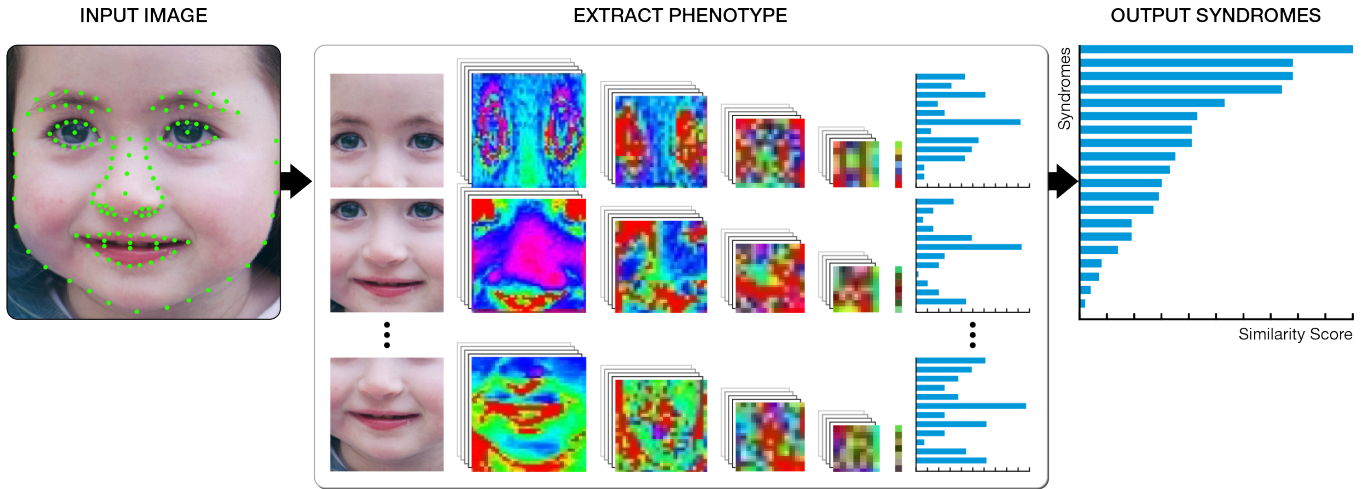 INPUT IMAGE
EXTRACT PHENOTYPE
OUTPUT SYNDROMES
Syndromes
Similarity Score